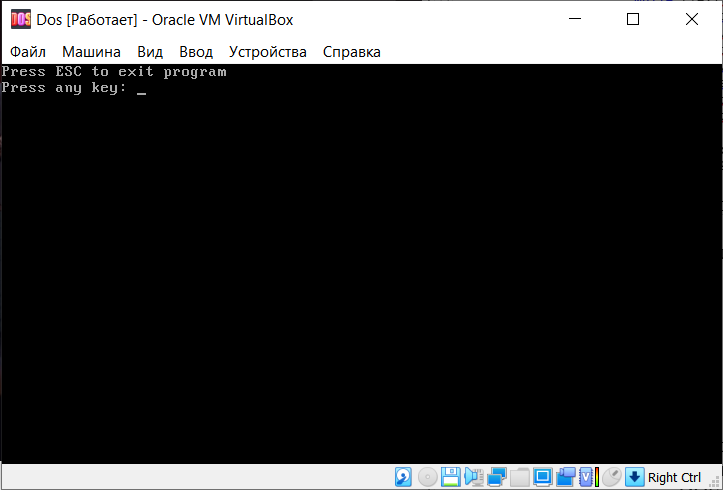 DOS Dos [Работает] - Oracle VM VirtualBox
Файл Машина Вид Ввод Устройства Справка
Press ESC to exit program
Press any key: _
V Right Ctrl